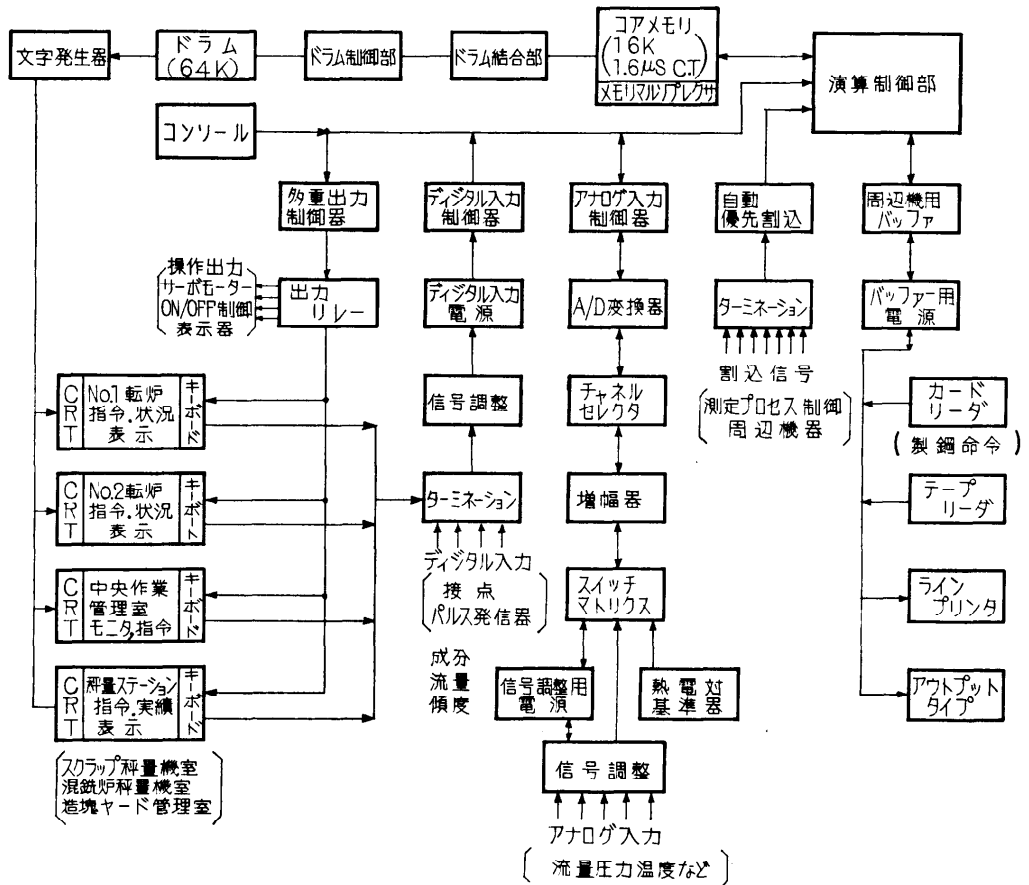 文字発生器
ドラム
(64K)
ドラム制御部
ドラム結合部
コアメモリ
(16K
1.6μS C.T)
メモリマルチプレクサ
演算制御部
コンソール
多重出力
制御器
ディジタル入力
制御器
アナログ入力
制御器
自動
優先割込
周辺機用
バッファ
操作出力
サーボモーター
ON/OFF制御
表示器
出力
リレー
ディジタル入力
電源
A/D変換器
ターミネーション
バッファー用
電源
割込信号
(測定プロセス制御
周辺機器)
CRT
No.1転炉
指令.状況
表示
キーボード
信号調整
チャネル
セレクタ
カード
リーダ
(製鋼命令)
CRT
No.2転炉
指令.状況
表示
キーボード
ターミネーション
増幅器
テープ
リーダ
ディジタル入力
(接点
パルス発信器)
CRT
中央作業
管理室
モニタ,指令
キーボード
スイッチ
マトリクス
ライン
プリンタ
成分
流量
傾度
CRT
秤量ステーション
指令.実績
表示
キーボード
信号調整用
電源
熱電対
基準器
アウトプット
タイプ
(スクラップ秤量機室
混銑炉秤量機室
造塊ヤード管理室)
信号調整
アナログ入力
(流量圧力温度など)